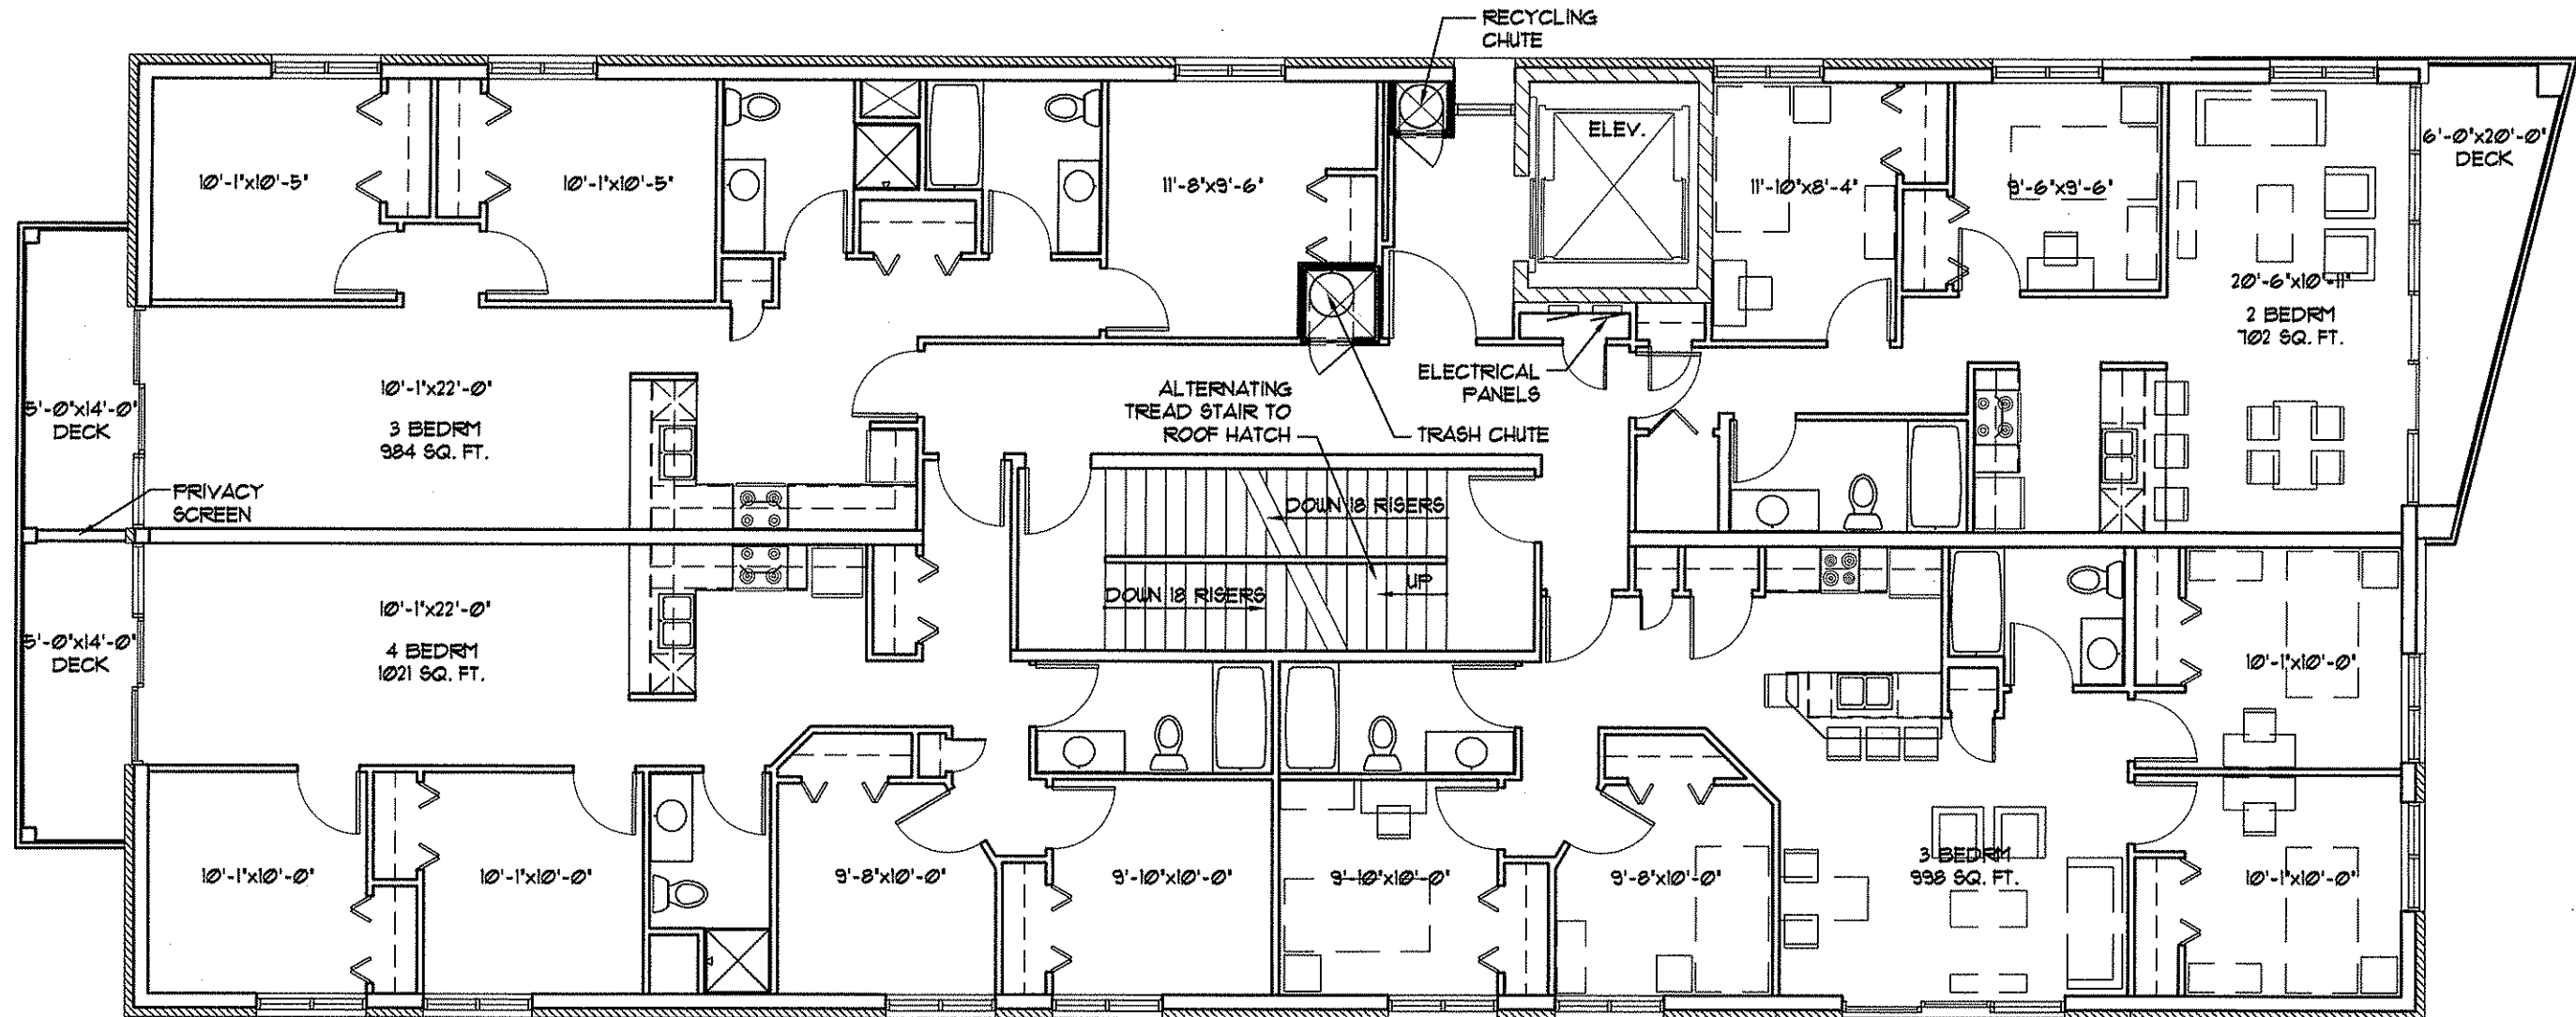 RECYCLING
CHUTE
ELEV.
10'-1"x10'-5"
10'-1"x10'-5"
11'-8"x9'-6"
11'-10"x8'-4"
9'-6"x9'-6"
6'-0"x20'-0"
DECK
20'-6"x10'-11"
2 BEDRM
702 SQ. FT.
ELECTRICAL
PANELS
ALTERNATING
TREAD STAIR TO
ROOF HATCH
TRASH CHUTE
10'-1"x22'-0"
3 BEDRM
984 SQ. FT.
5'-0"x14'-0"
DECK
PRIVACY
SCREEN
DOWN 18 RISERS
UP
DOWN 18 RISERS
10'-1"x22'-0"
4 BEDRM
1021 SQ. FT.
5'-0"x14'-0"
DECK
10'-1"x10'-0"
10'-1"x10'-0"
10'-1"x10'-0"
9'-8"x10'-0"
9'-10"x10'-0"
9'-10"x10'-0"
9'-8"x10'-0"
3 BEDRM
998 SQ. FT.
10'-1"x10'-0"